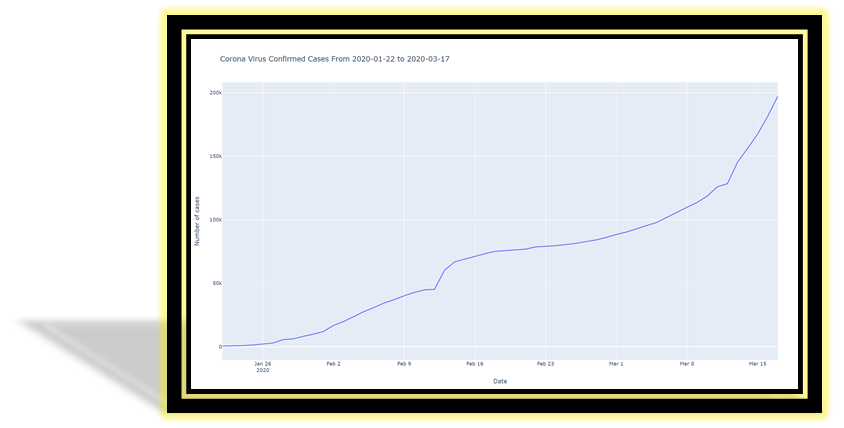 Corona Virus Confirmed Cases From 2020-01-22 to 2020-03-17
200k
150k
100k
50k
0
Number of cases
Jan 26 Feb 2 Feb 9 Feb 16 Feb 23 Mar 1 Mar 8 Mar 15
2020
Date